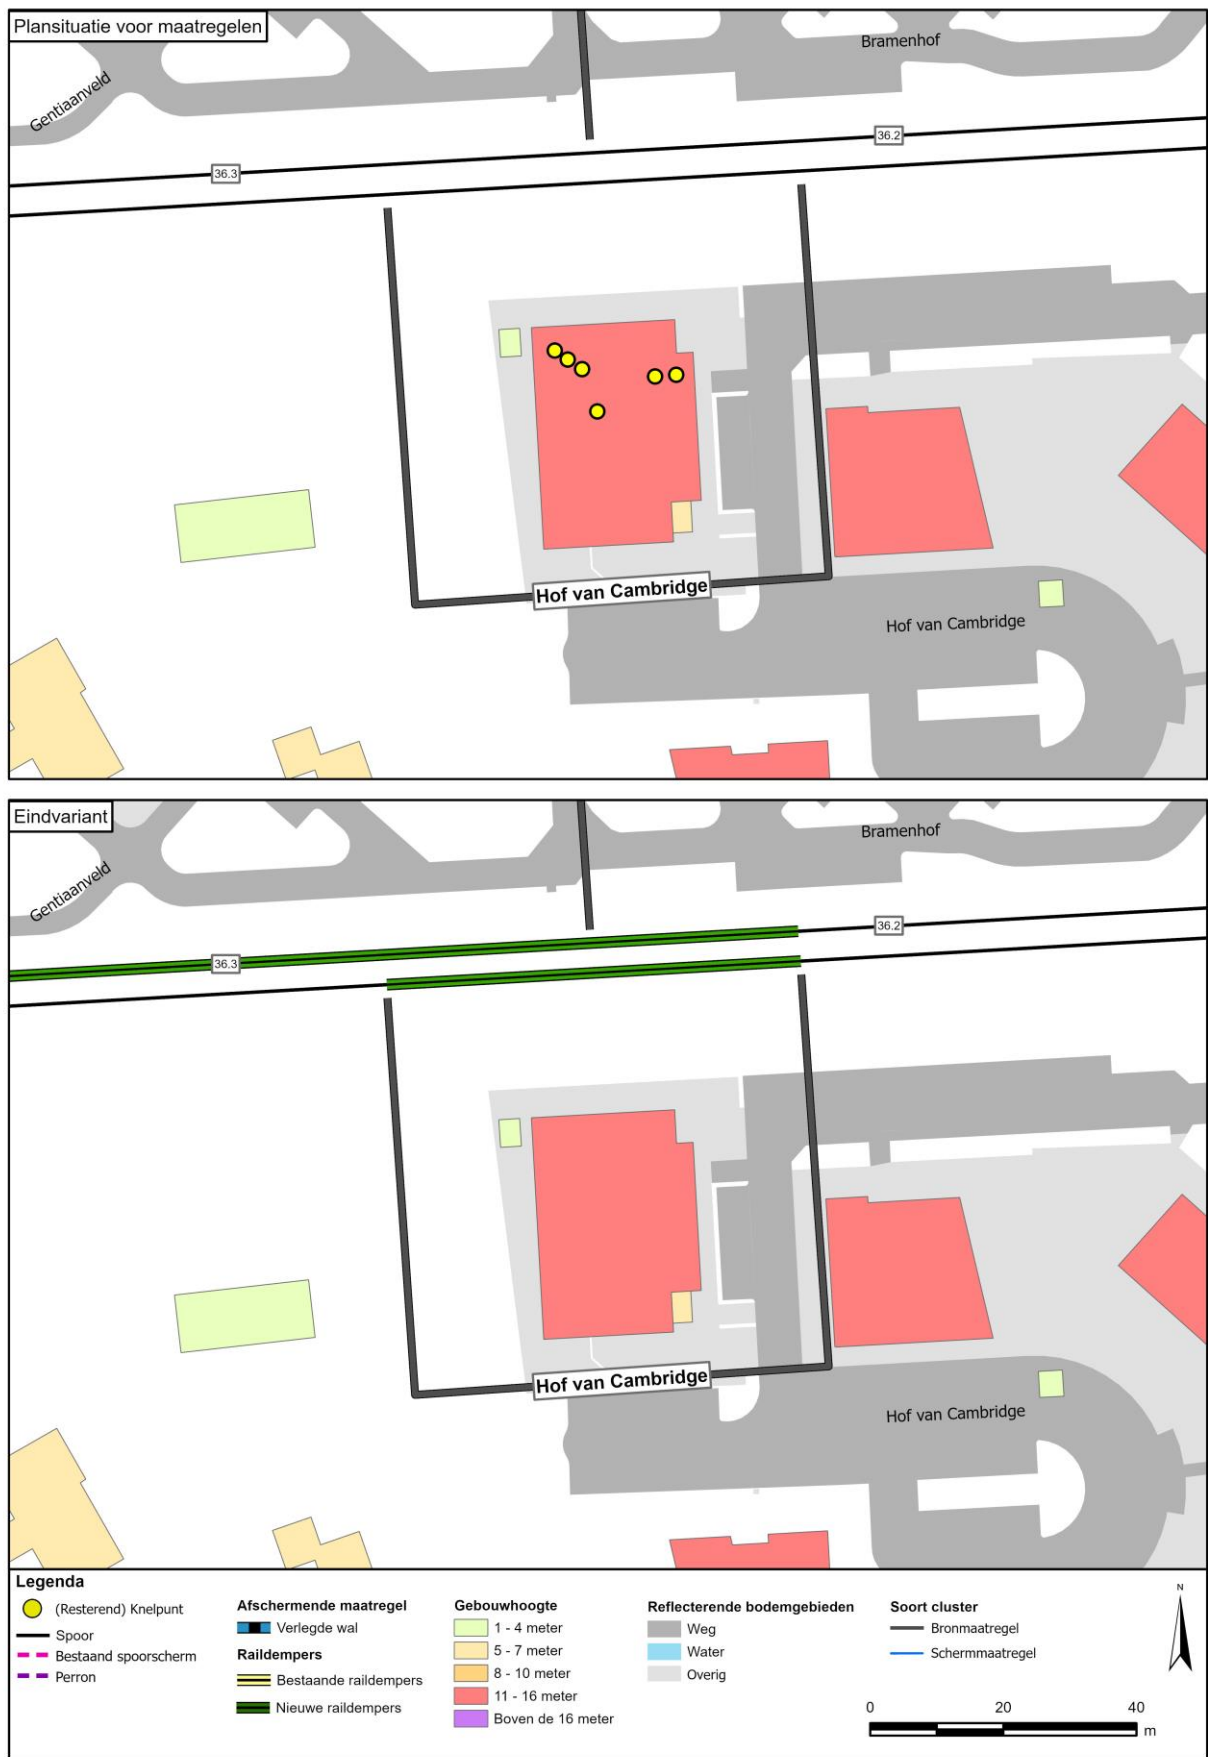 Plansituatie voor maatregelen
Bramenhof
Gentiaanveld
36.2
36.3
Hof van Cambridge
Hof van Cambridge
Eindvariant
Bramenhof
Gentiaanveld
36.2
36.3
Hof van Cambridge
Hof van Cambridge
Legenda
(Resterend) Knelpunt
Spoor
Bestaand spoorscherm
Perron
Afschermende maatregel
Verlegde wal
Raildempers
Bestaande raildempers
Nieuwe raildempers
Gebouwhoogte
1 - 4 meter
5 - 7 meter
8 - 10 meter
11 - 16 meter
Boven de 16 meter
Reflecterende bodemgebieden
Weg
Water
Overig
Soort cluster
Bronmaatregel
Schermmaatregel
N
0 20 40
m